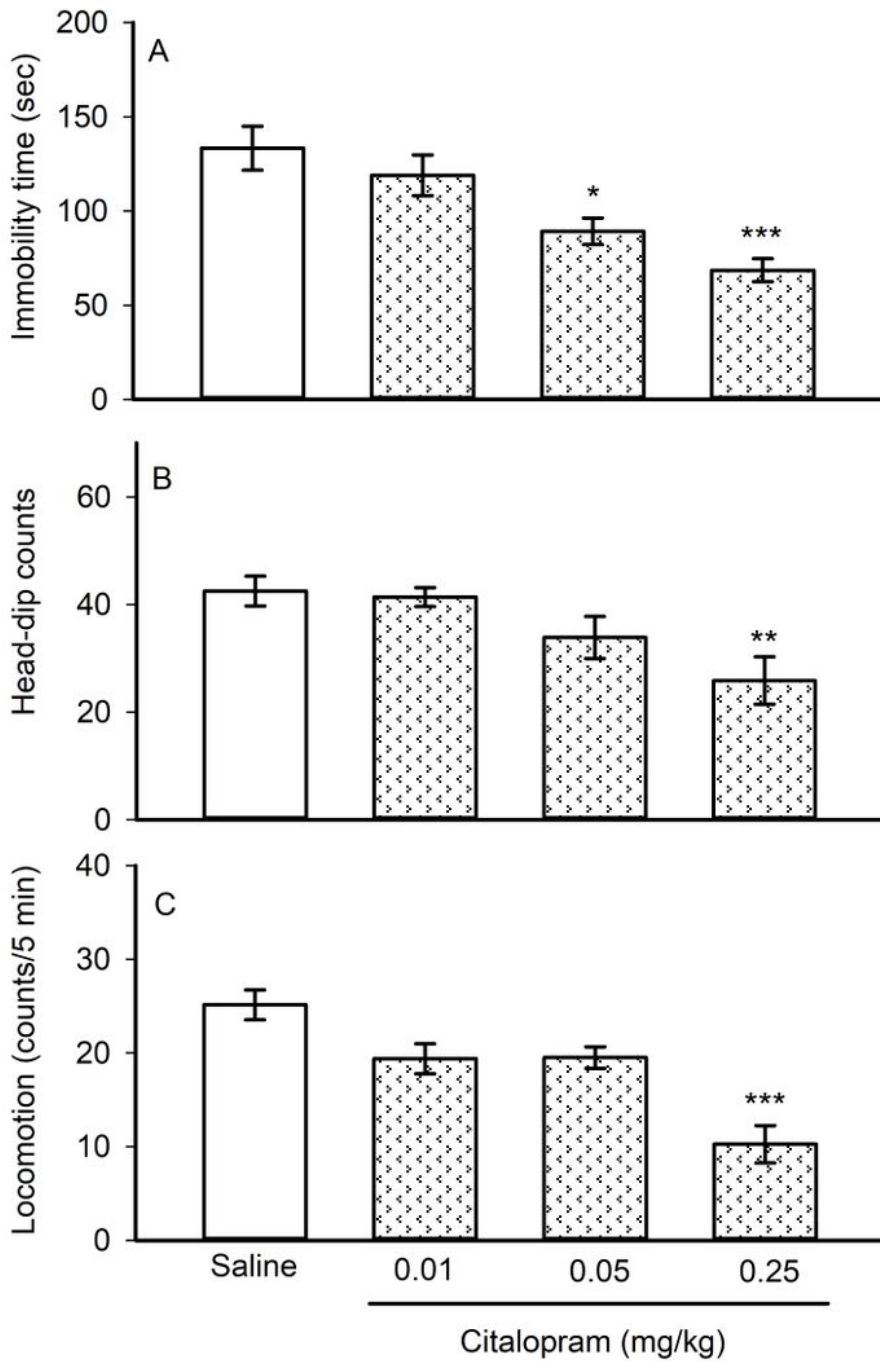 A
Immobility time (sec)
200
150
100
50
0
*
***
B
Head-dip counts
60
40
20
0
**
C
Locomotion (counts/5 min)
40
30
20
10
0
***
Saline 0.01 0.05 0.25
Citalopram (mg/kg)